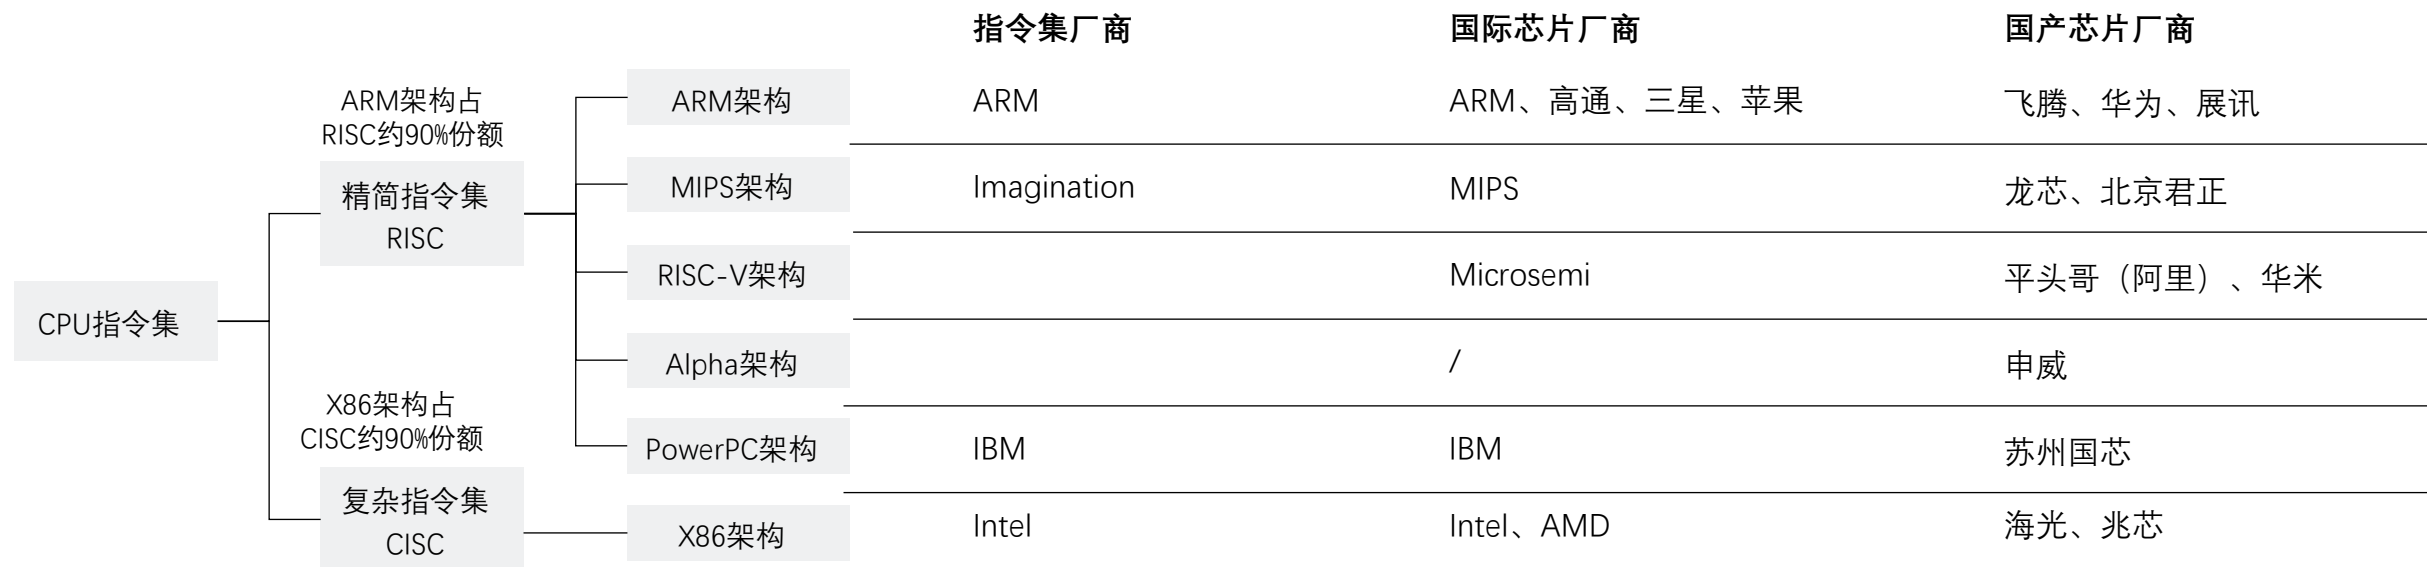 指令集厂商 国际芯片厂商 国产芯片厂商
ARM架构占
RISC约90%份额
ARM架构 ARM ARM、高通、三星、苹果 飞腾、华为、展讯
精简指令集
RISC
MIPS架构 Imagination MIPS 龙芯、北京君正
RISC-V架构 Microsemi 平头哥（阿里）、华米
CPU指令集
Alpha架构 / 申威
X86架构占
CISC约90%份额
PowerPC架构 IBM IBM 苏州国芯
复杂指令集
CISC
X86架构 Intel Intel、AMD 海光、兆芯